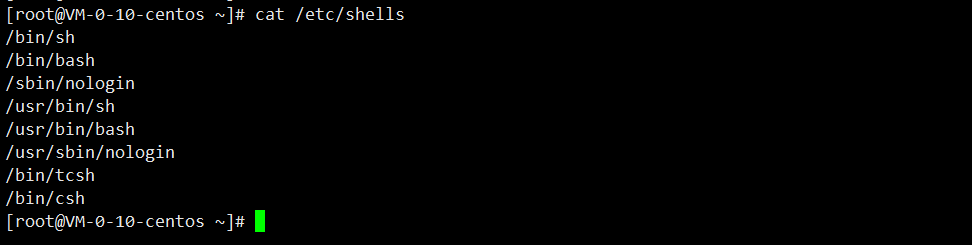 [root@VM-0-10-centos ~]# cat /etc/shells
/bin/sh
/bin/bash
/sbin/nologin
/usr/bin/sh
/usr/bin/bash
/usr/sbin/nologin
/bin/tcsh
/bin/csh
[root@VM-0-10-centos ~]#